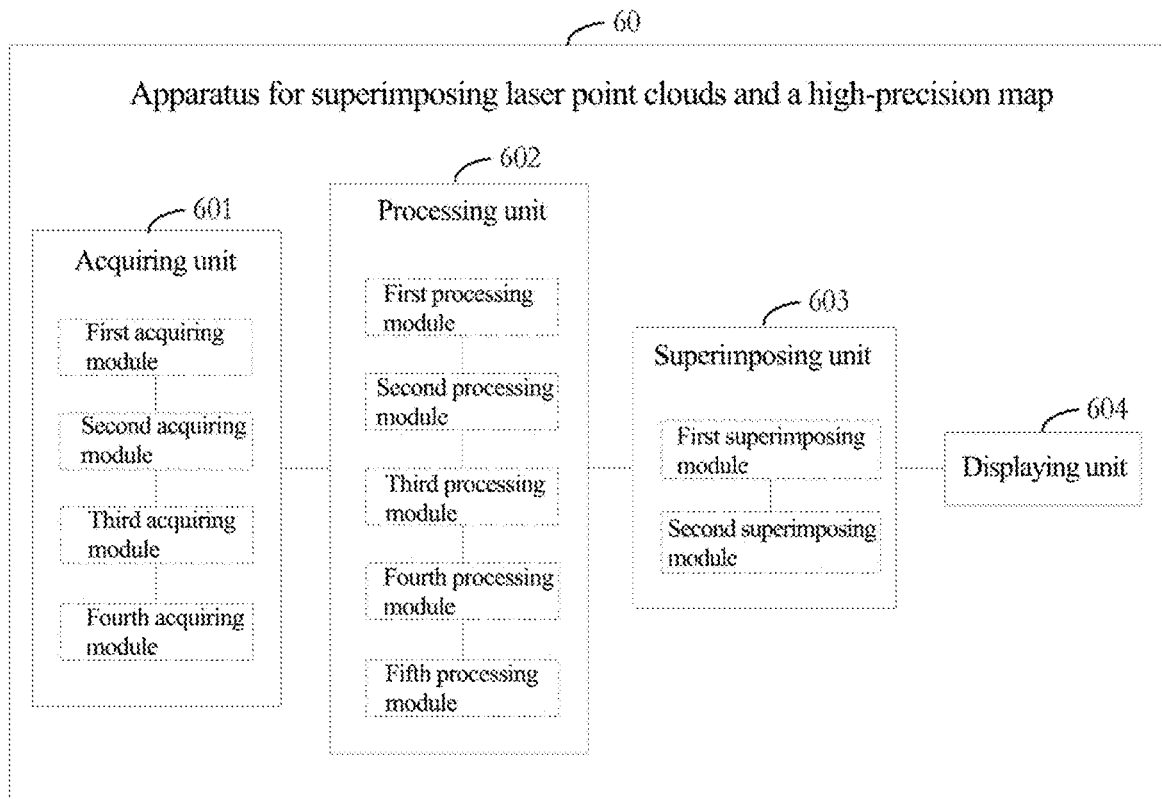 60
Apparatus for superimposing laser point clouds and a high-precision map
601
Acquiring unit
First acquiring
module
Second acquiring
module
Third acquiring
module
Fourth acquiring
module
602
Processing unit
First processing
module
Second processing
module
Third processing
module
Fourth processing
module
Fifth processing
module
603
Superimposing unit
First superimposing
module
Second superimposing
module
604
Displaying unit